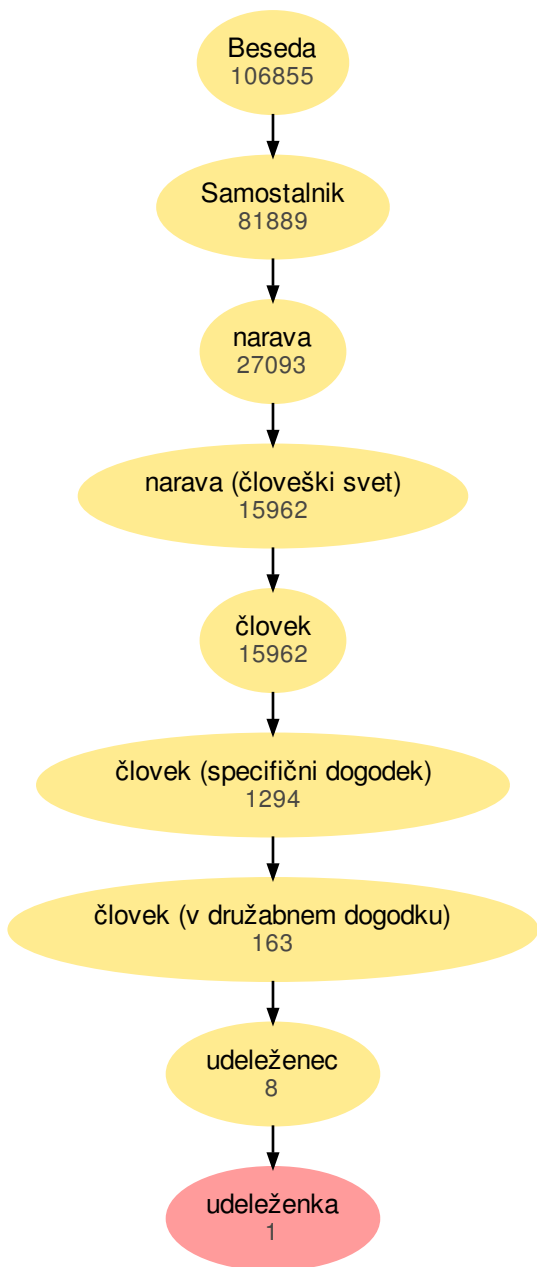 Beseda
106855
Samostalnik
81889
narava
27093
narava (človeški svet)
15962
človek
15962
človek (specifični dogodek)
1294
človek (v družabnem dogodku)
163
udeleženec
8
udeleženka
1